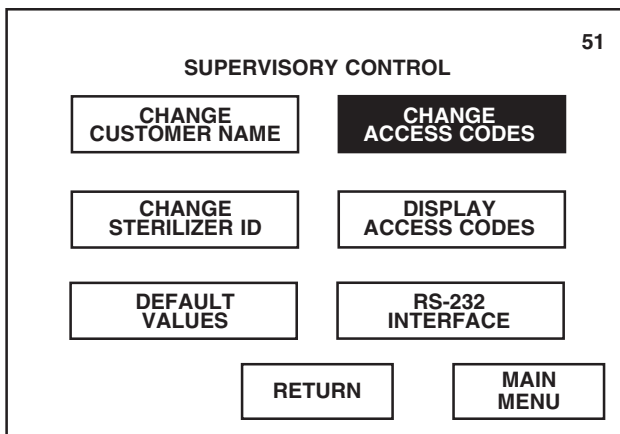 51
SUPERVISORY CONTROL
CHANGE
CUSTOMER NAME
CHANGE
ACCESS CODES
CHANGE
STERILIZER ID
DISPLAY
ACCESS CODES
DEFAULT
VALUES
RS-232
INTERFACE
RETURN
MAIN
MENU